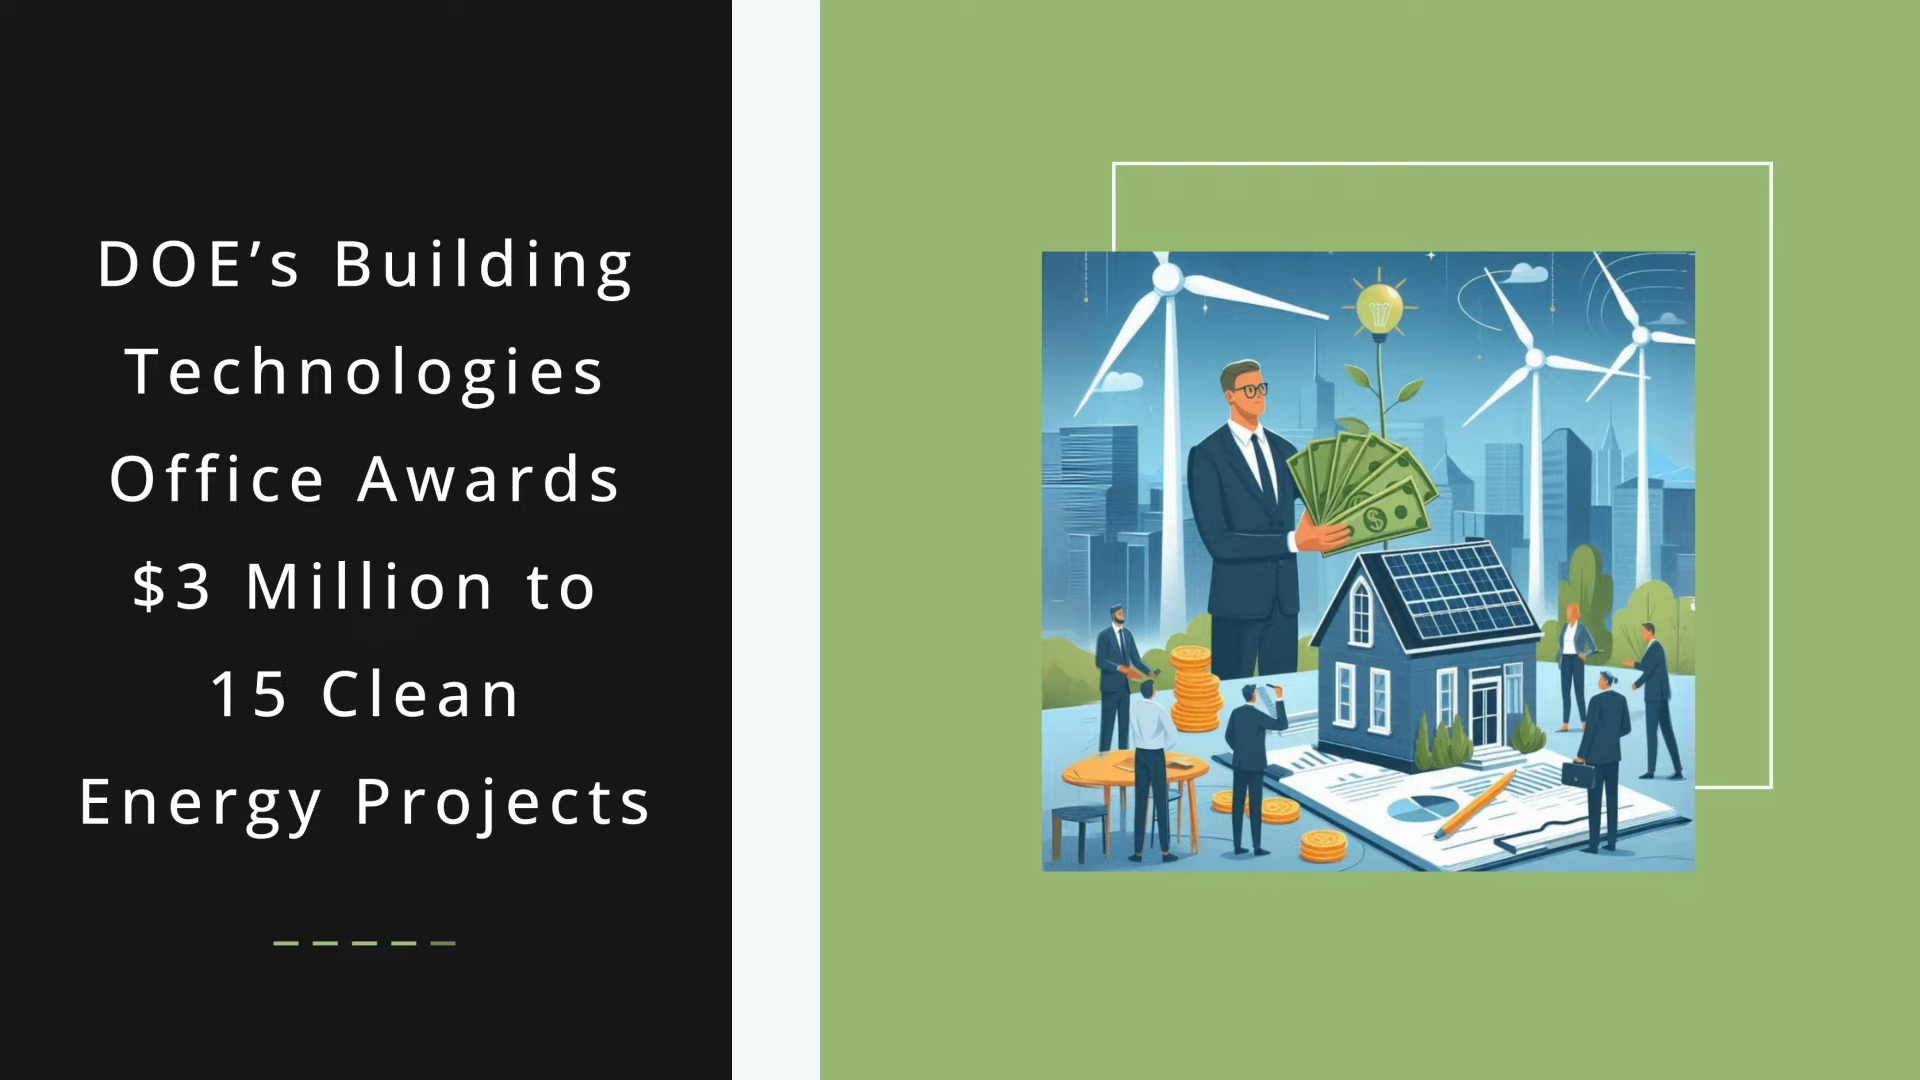 DOE’s Building
Technologies
Office Awards
$3 Million to
15 Clean
Energy Projects
$